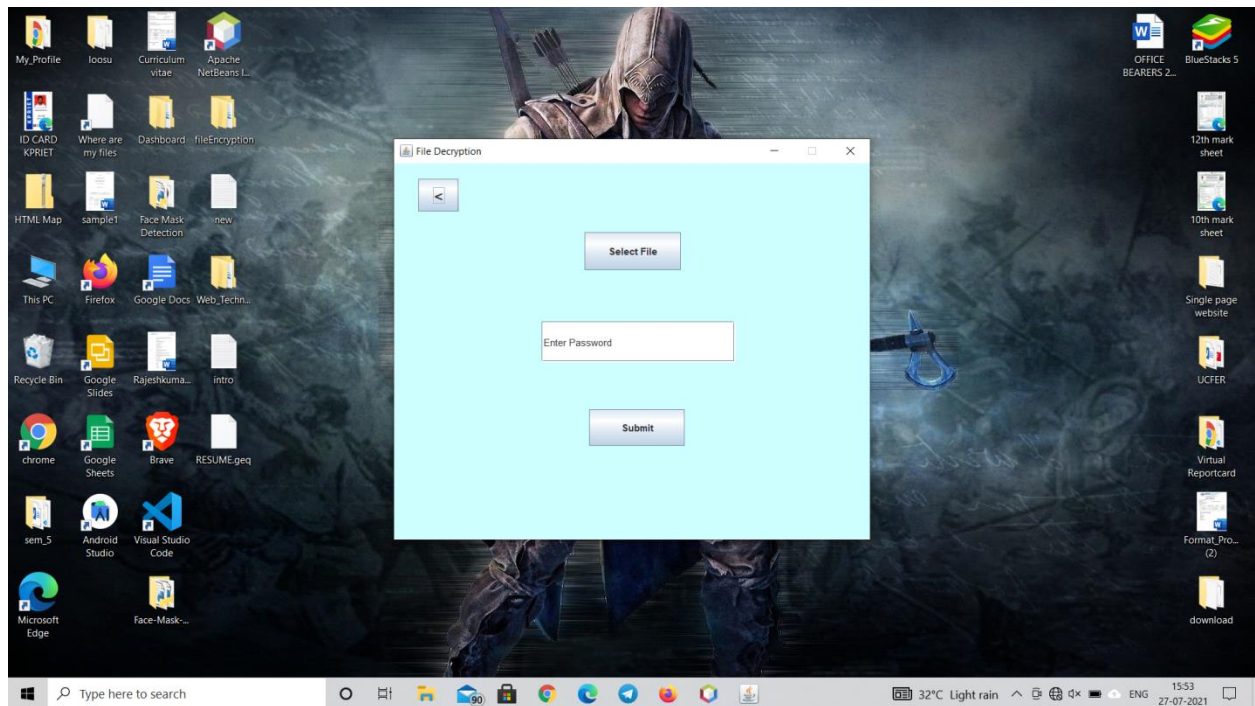 My_Profile
loosu
Curriculum
vitae
Apache
NetBeans I...
ID CARD
KPRIET
Where are
my files
Dashboard
fileEncryption
HTML Map
sample1
Face Mask
Detection
new
This PC
Firefox
Google Docs
Web_Techn...
Recycle Bin
Google
Slides
Rajeshkuma...
intro
chrome
Google
Sheets
Brave
RESUME.geq
sem_5
Android
Studio
Visual Studio
Code
Microsoft
Edge
Face-Mask-...
File Decryption
<
Select File
Enter Password
Submit
OFFICE
BEARERS 2...
BlueStacks 5
12th mark
sheet
10th mark
sheet
Single page
website
UCFER
Virtual
Reportcard
Format_Pro...
(2)
download
Type here to search
90
32°C Light rain
ENG
15:53
27-07-2021